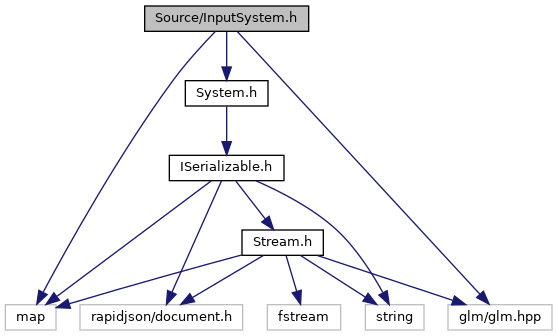 Source/InputSystem.h
System.h
ISerializable.h
Stream.h
map
rapidjson/document.h
fstream
string
glm/glm.hpp